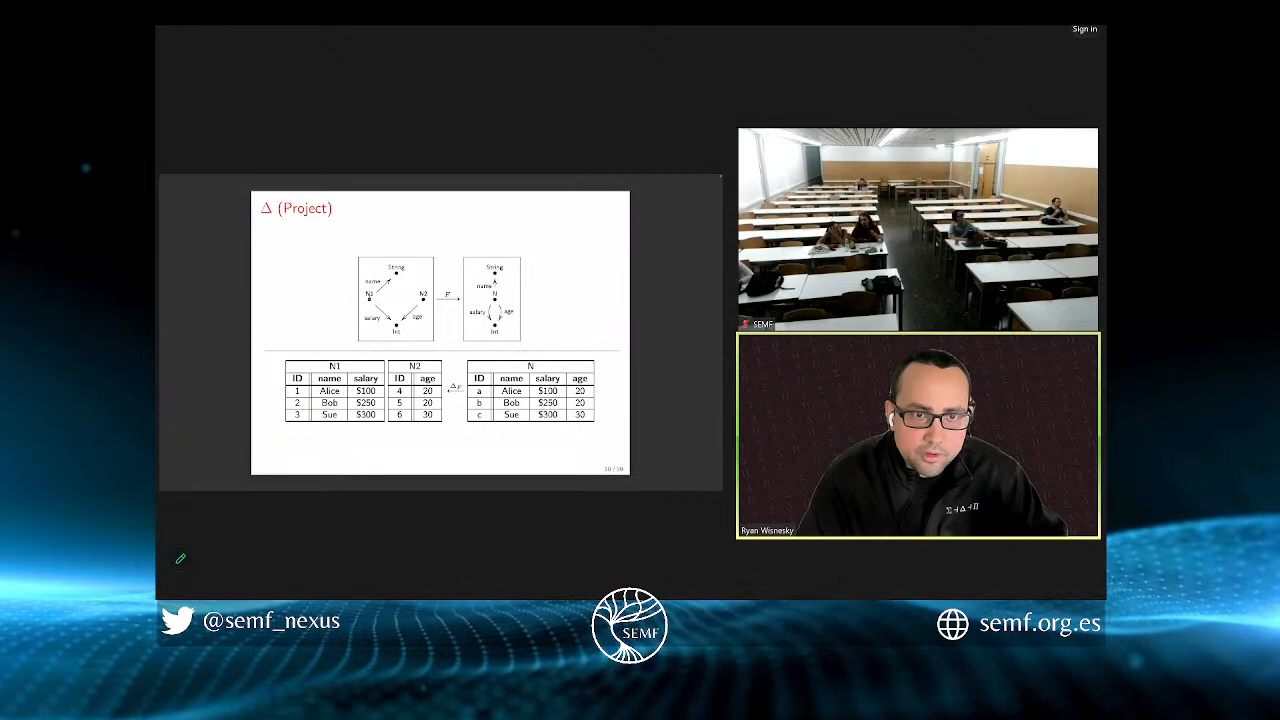 Sign In
Δ (Project)
String String
name name
N1 N2 F N
salary age salary age
Int Int
N1 N2 N
ID name salary ID age Δ_F ID name salary age
1 Alice $100 4 20 a Alice $100 20
2 Bob $250 5 20 b Bob $250 20
3 Sue $300 6 30 c Sue $300 30
10 / 39
SEMF
Σ⊣Δ⊣Π
Ryan Wisnesky
@semf_nexus
SEMF
semf.org.es